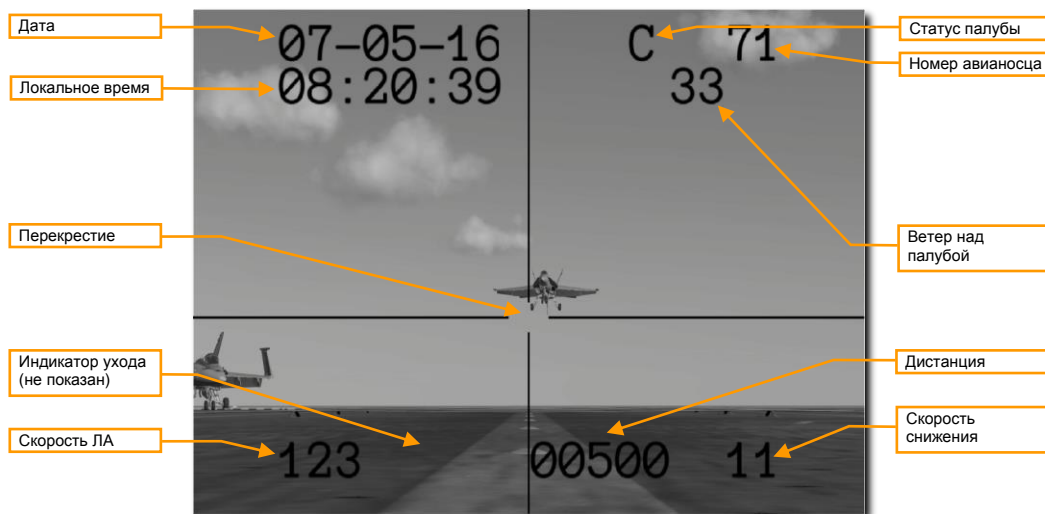 Дата
07-05-16
C 71
Статус палубы
Номер авианосца
Локальное время
08:20:39
33
Перекрестие
Ветер над
палубой
Индикатор ухода
(не показан)
Дистанция
Скорость ЛА
123
00500
11
Скорость
снижения